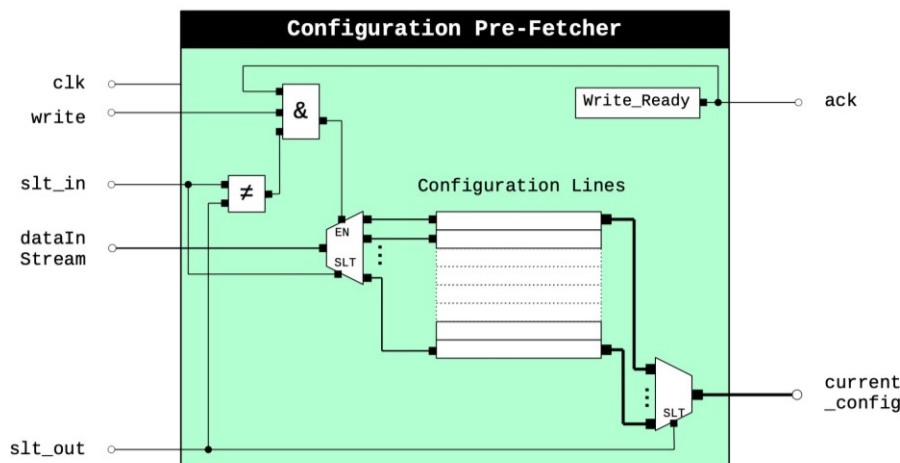 Configuration Pre-Fetcher
clk
write
&
Write_Ready
ack
slt_in
≠
Configuration Lines
dataIn
Stream
EN
SLT
current
_config
SLT
slt_out